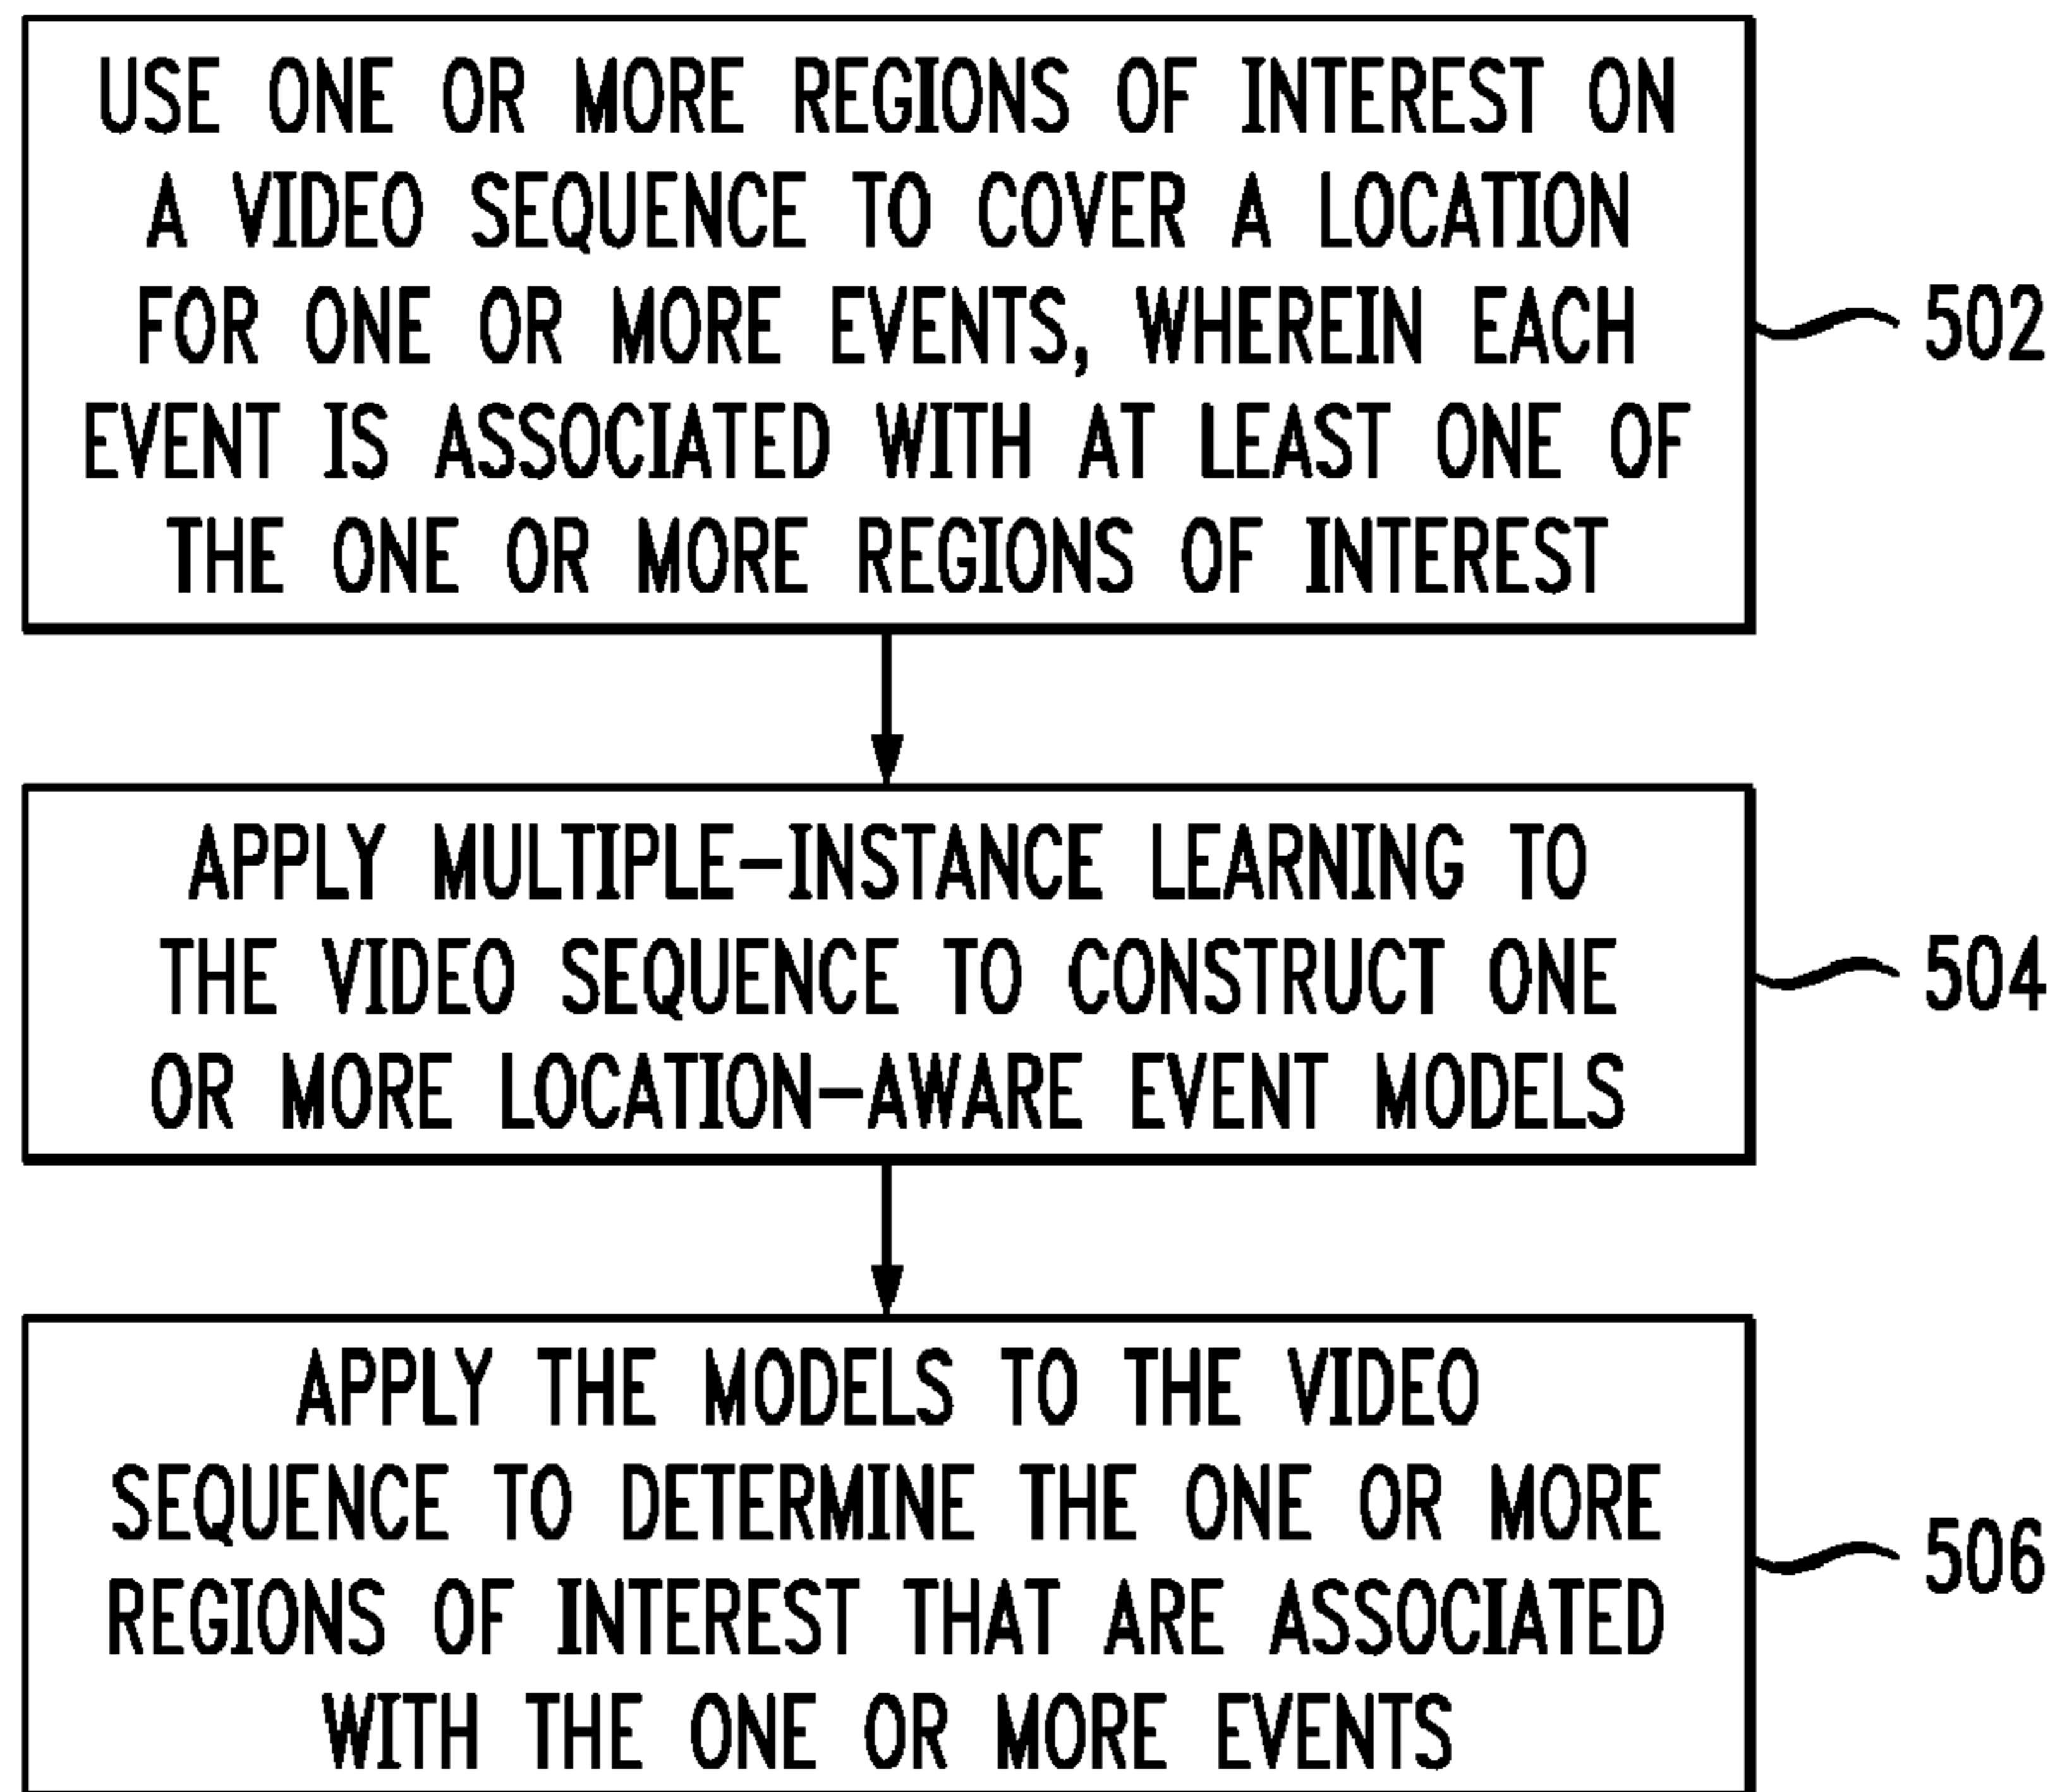 USE ONE OR MORE REGIONS OF INTEREST ON
A VIDEO SEQUENCE TO COVER A LOCATION
FOR ONE OR MORE EVENTS, WHEREIN EACH
EVENT IS ASSOCIATED WITH AT LEAST ONE OF
THE ONE OR MORE REGIONS OF INTEREST
502
APPLY MULTIPLE-INSTANCE LEARNING TO
THE VIDEO SEQUENCE TO CONSTRUCT ONE
OR MORE LOCATION-AWARE EVENT MODELS
504
APPLY THE MODELS TO THE VIDEO
SEQUENCE TO DETERMINE THE ONE OR MORE
REGIONS OF INTEREST THAT ARE ASSOCIATED
WITH THE ONE OR MORE EVENTS
506